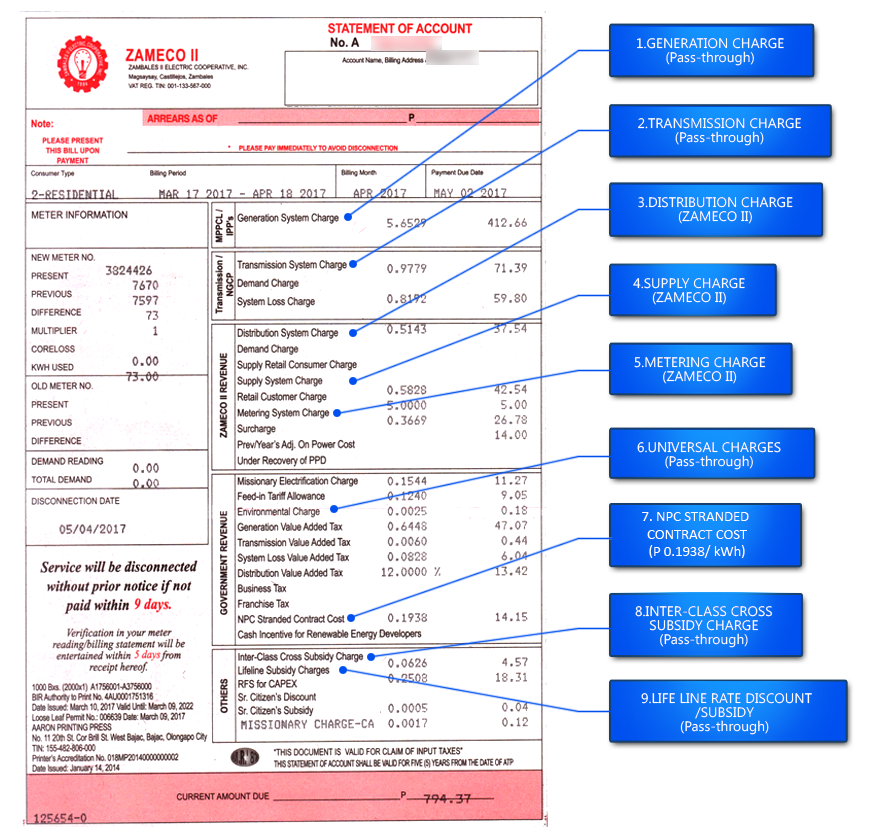 STATEMENT OF ACCOUNT
No. A
ZAMECO II
ZAMBALES II ELECTRIC COOPERATIVE, INC.
Magsaysay, Castillejos, Zambales
VAT REG. TIN: 001-133-567-000
Account Name, Billing Address
Note:
ARREARS AS OF P
PLEASE PRESENT
THIS BILL UPON
PAYMENT
* PLEASE PAY IMMEDIATELY TO AVOID DISCONNECTION
Consumer Type Billing Period Billing Month Payment Due Date
2-RESIDENTIAL MAR 17 2017 - APR 18 2017 APR 2017 MAY 02 2017
METER INFORMATION
NEW METER NO. 3824426
PRESENT 7670
PREVIOUS 7597
DIFFERENCE 73
MULTIPLIER 1
CORELOSS 0.00
KWH USED 73.00
OLD METER NO.
PRESENT
PREVIOUS
DIFFERENCE
DEMAND READING 0.00
TOTAL DEMAND 0.00
DISCONNECTION DATE
05/04/2017
Service will be disconnected
without prior notice if not
paid within 9 days.
Verification in your meter
reading/billing statement will be
entertained within 5 days from
receipt hereof.
1000 Bxs. (2000x1) A1756001-A3756000
BIR Authority to Print No. 4AU0001751316
Date Issued: March 10, 2017 Valid Until: March 09, 2022
Loose Leaf Permit No.: 006639 Date: March 09, 2017
AARON PRINTING PRESS
No. 11 20th St. Cor Brill St. West Bajac, Bajac, Olongapo City
TIN: 155-482-806-000
Printer's Accreditation No. 018MP20140000000002
Date Issued: January 14, 2014
MPPCL /
IPP's
Generation System Charge 5.6529 412.66
Transmission /
NGCP
Transmission System Charge 0.9779 71.39
Demand Charge
System Loss Charge 0.8192 59.80
ZAMECO II REVENUE
Distribution System Charge 0.5143 37.54
Demand Charge
Supply Retail Consumer Charge
Supply System Charge 0.5828 42.54
Retail Customer Charge 5.0000 5.00
Metering System Charge 0.3669 26.78
Surcharge 14.00
Prev/Year's Adj. On Power Cost
Under Recovery of PPD
GOVERNMENT REVENUE
Missionary Electrification Charge 0.1544 11.27
Feed-in Tariff Allowance 0.1240 9.05
Environmental Charge 0.0025 0.18
Generation Value Added Tax 0.6448 47.07
Transmission Value Added Tax 0.0060 0.44
System Loss Value Added Tax 0.0828 6.04
Distribution Value Added Tax 12.0000 % 13.42
Business Tax
Franchise Tax
NPC Stranded Contract Cost 0.1938 14.15
Cash Incentive for Renewable Energy Developers
OTHERS
Inter-Class Cross Subsidy Charge 0.0626 4.57
Lifeline Subsidy Charges 0.2508 18.31
RFS for CAPEX
Sr. Citizen's Discount
Sr. Citizen's Subsidy 0.0005 0.04
MISSIONARY CHARGE-CA 0.0017 0.12
"THIS DOCUMENT IS VALID FOR CLAIM OF INPUT TAXES"
THIS STATEMENT OF ACCOUNT SHALL BE VALID FOR FIVE (5) YEARS FROM THE DATE OF ATP
CURRENT AMOUNT DUE P 794.37
125654-0
1.GENERATION CHARGE
(Pass-through)
2.TRANSMISSION CHARGE
(Pass-through)
3.DISTRIBUTION CHARGE
(ZAMECO II)
4.SUPPLY CHARGE
(ZAMECO II)
5.METERING CHARGE
(ZAMECO II)
6.UNIVERSAL CHARGES
(Pass-through)
7. NPC STRANDED
CONTRACT COST
(P 0.1938/ kWh)
8.INTER-CLASS CROSS
SUBSIDY CHARGE
(Pass-through)
9.LIFE LINE RATE DISCOUNT
/SUBSIDY
(Pass-through)